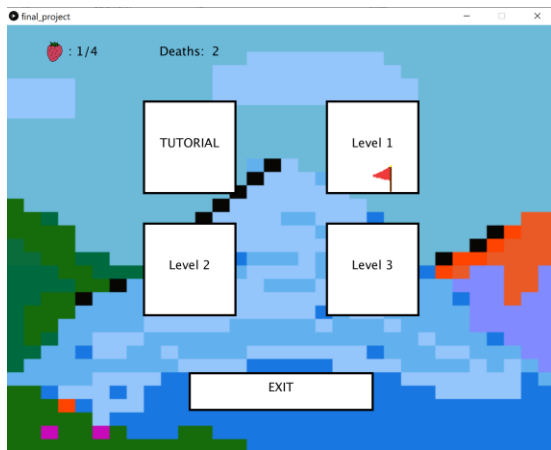 final_project
: 1/4 Deaths: 2
TUTORIAL
Level 1
Level 2
Level 3
EXIT